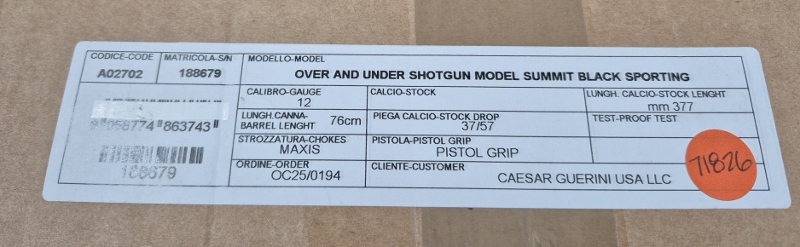 CODICE-CODE
A02702
MATRICOLA-S/N
188679
MODELLO-MODEL
OVER AND UNDER SHOTGUN MODEL SUMMIT BLACK SPORTING
CALIBRO-GAUGE
12
CALCIO-STOCK
LUNGH. CALCIO-STOCK LENGHT
mm 377
LUNGH.CANNA-
BARREL LENGHT 76cm
PIEGA CALCIO-STOCK DROP
37/57
TEST-PROOF TEST
STROZZATURA-CHOKES
MAXIS
PISTOLA-PISTOL GRIP
PISTOL GRIP
ORDINE-ORDER
OC25/0194
CLIENTE-CUSTOMER
CAESAR GUERINI USA LLC
058774 863743
188679
71826